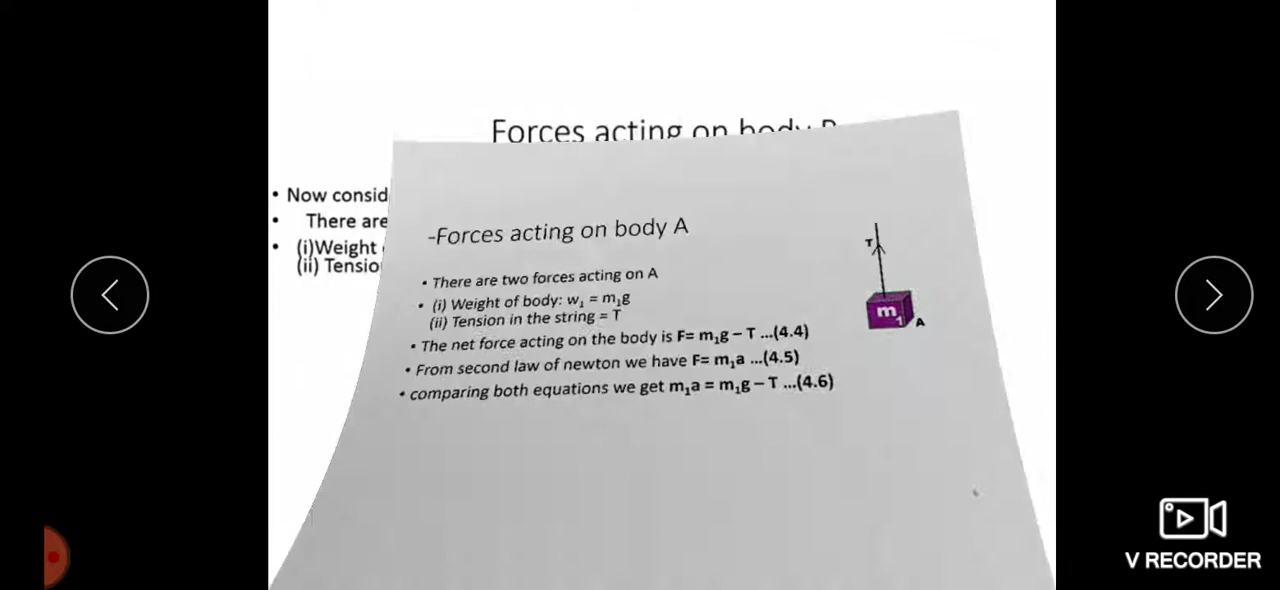 Forces acting on body
• Now consid
• There are
• (i)Weight
(ii) Tensio
-Forces acting on body A
• There are two forces acting on A
• (i) Weight of body: w₁ = m₁g
(ii) Tension in the string = T
• The net force acting on the body is F= m₁g – T ...(4.4)
• From second law of newton we have F= m₁a ...(4.5)
• comparing both equations we get m₁a = m₁g – T ...(4.6)
T
m₁
A
V RECORDER